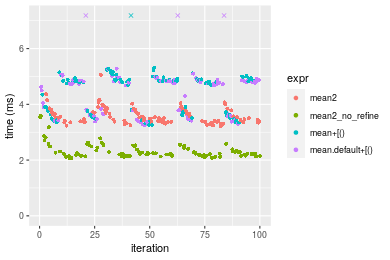 6
4
2
0
time (ms)
0
25
50
75
100
iteration
expr
mean2
mean2_no_refine
mean+[()
mean.default+[()